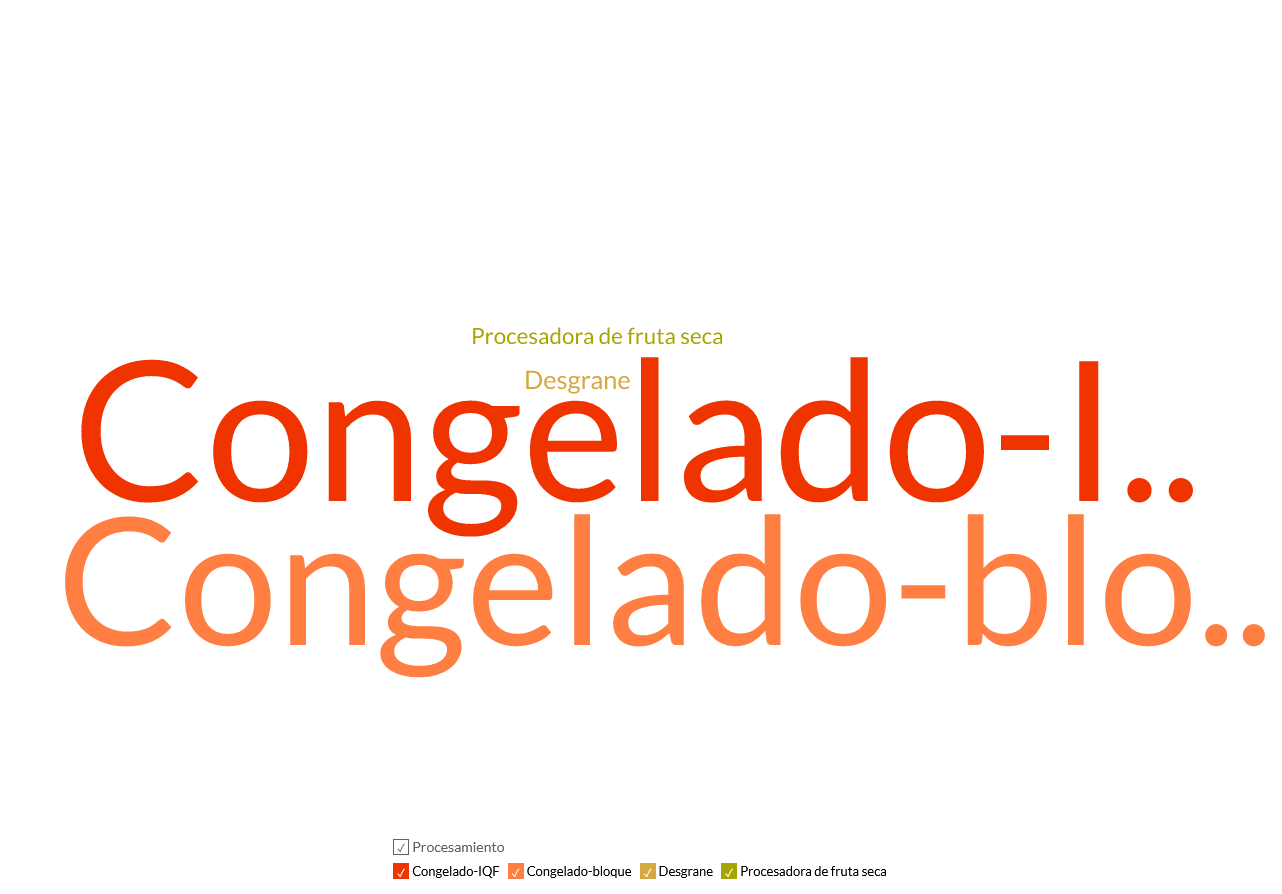 Procesadora de fruta seca
Desgrane
Congelado-I..
Congelado-blo..
Procesamiento
Congelado-IQF Congelado-bloque Desgrane Procesadora de fruta seca